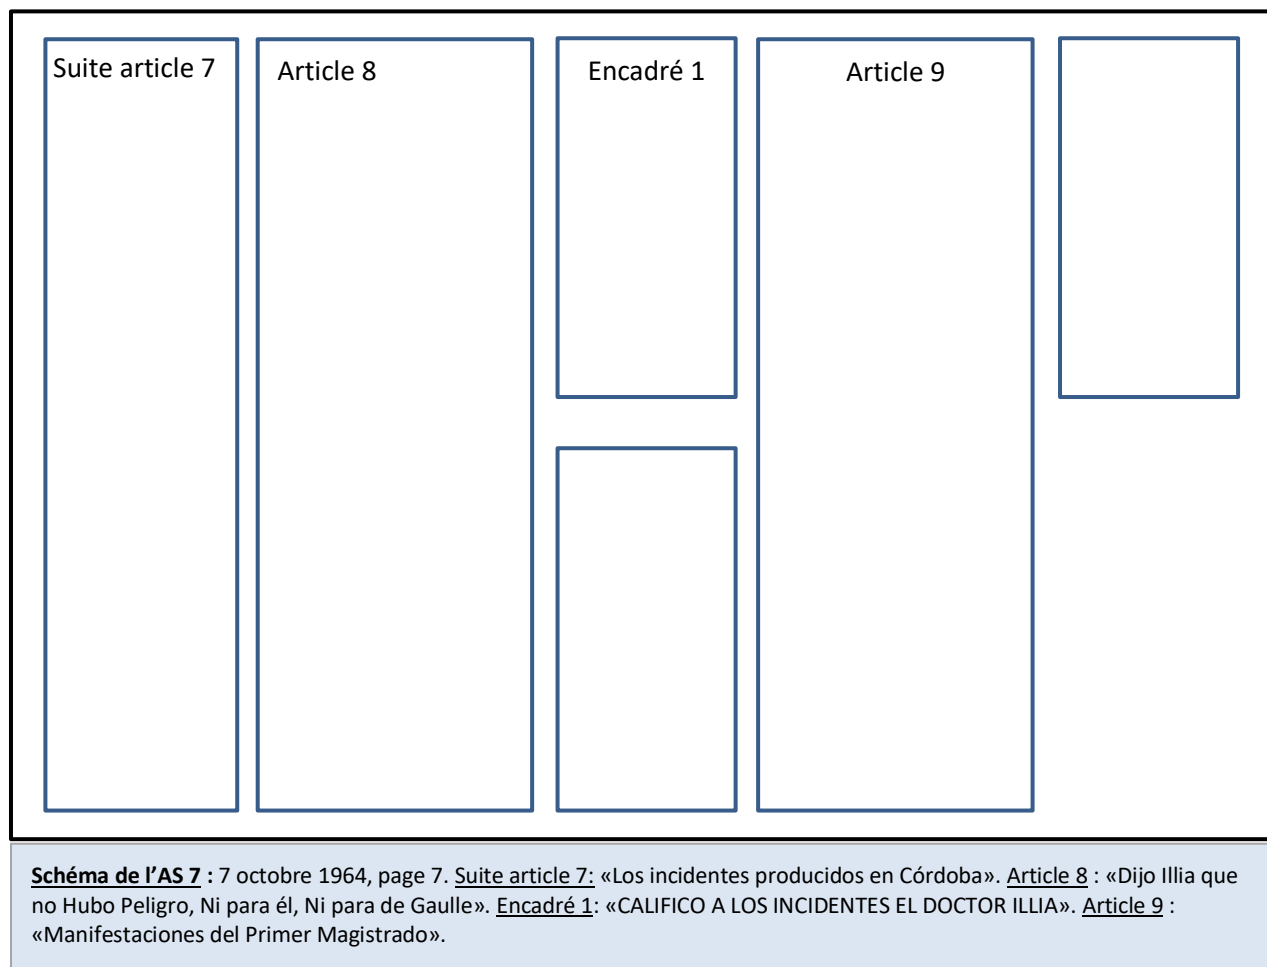 Suite article 7
Article 8
Encadré 1
Article 9
Schéma de l’AS 7 : 7 octobre 1964, page 7. Suite article 7: «Los incidentes producidos en Córdoba». Article 8 : «Dijo Illia que
no Hubo Peligro, Ni para él, Ni para de Gaulle». Encadré 1: «CALIFICO A LOS INCIDENTES EL DOCTOR ILLIA». Article 9 :
«Manifestaciones del Primer Magistrado».